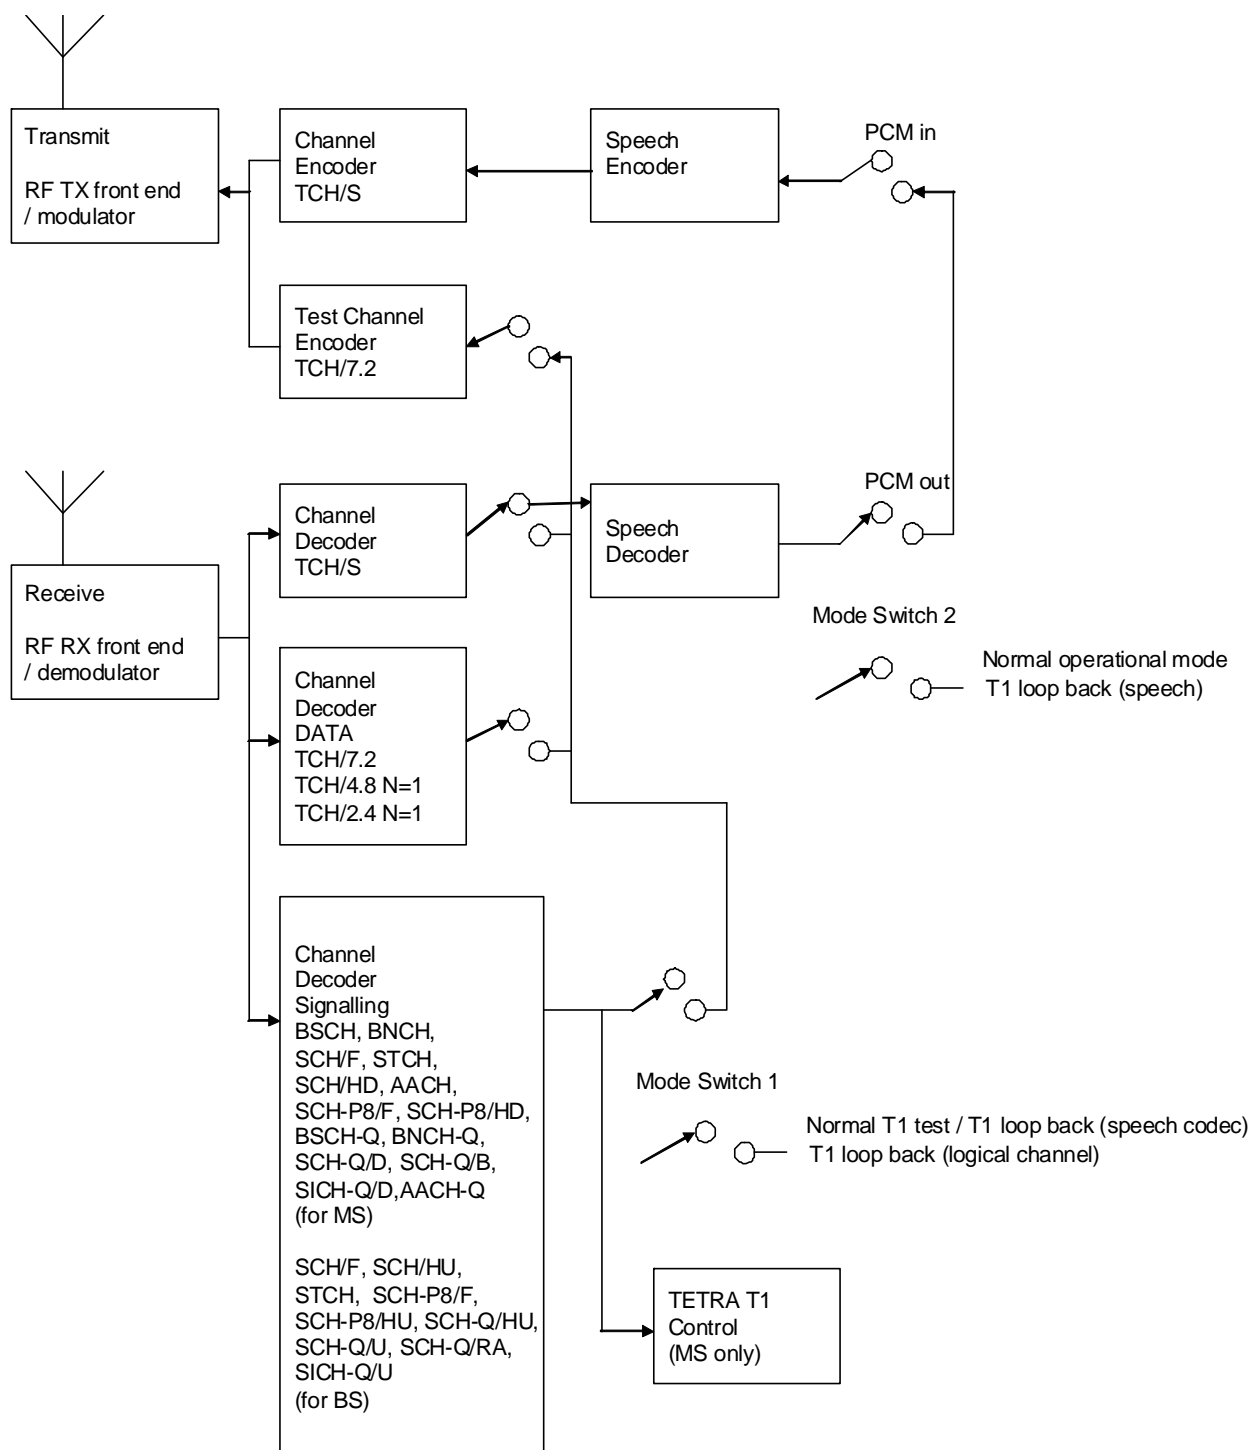 Transmit
RF TX front end
/ modulator
Channel
Encoder
TCH/S
Speech
Encoder
PCM in
Test Channel
Encoder
TCH/7.2
Receive
RF RX front end
/ demodulator
Channel
Decoder
TCH/S
Speech
Decoder
PCM out
Mode Switch 2
Normal operational mode
T1 loop back (speech)
Channel
Decoder
DATA
TCH/7.2
TCH/4.8 N=1
TCH/2.4 N=1
Channel
Decoder
Signalling
BSCH, BNCH,
SCH/F, STCH,
SCH/HD, AACH,
SCH-P8/F, SCH-P8/HD,
BSCH-Q, BNCH-Q,
SCH-Q/D, SCH-Q/B,
SICH-Q/D,AACH-Q
(for MS)
SCH/F, SCH/HU,
STCH, SCH-P8/F,
SCH-P8/HU, SCH-Q/HU,
SCH-Q/U, SCH-Q/RA,
SICH-Q/U
(for BS)
Mode Switch 1
Normal T1 test / T1 loop back (speech codec)
T1 loop back (logical channel)
TETRA T1
Control
(MS only)